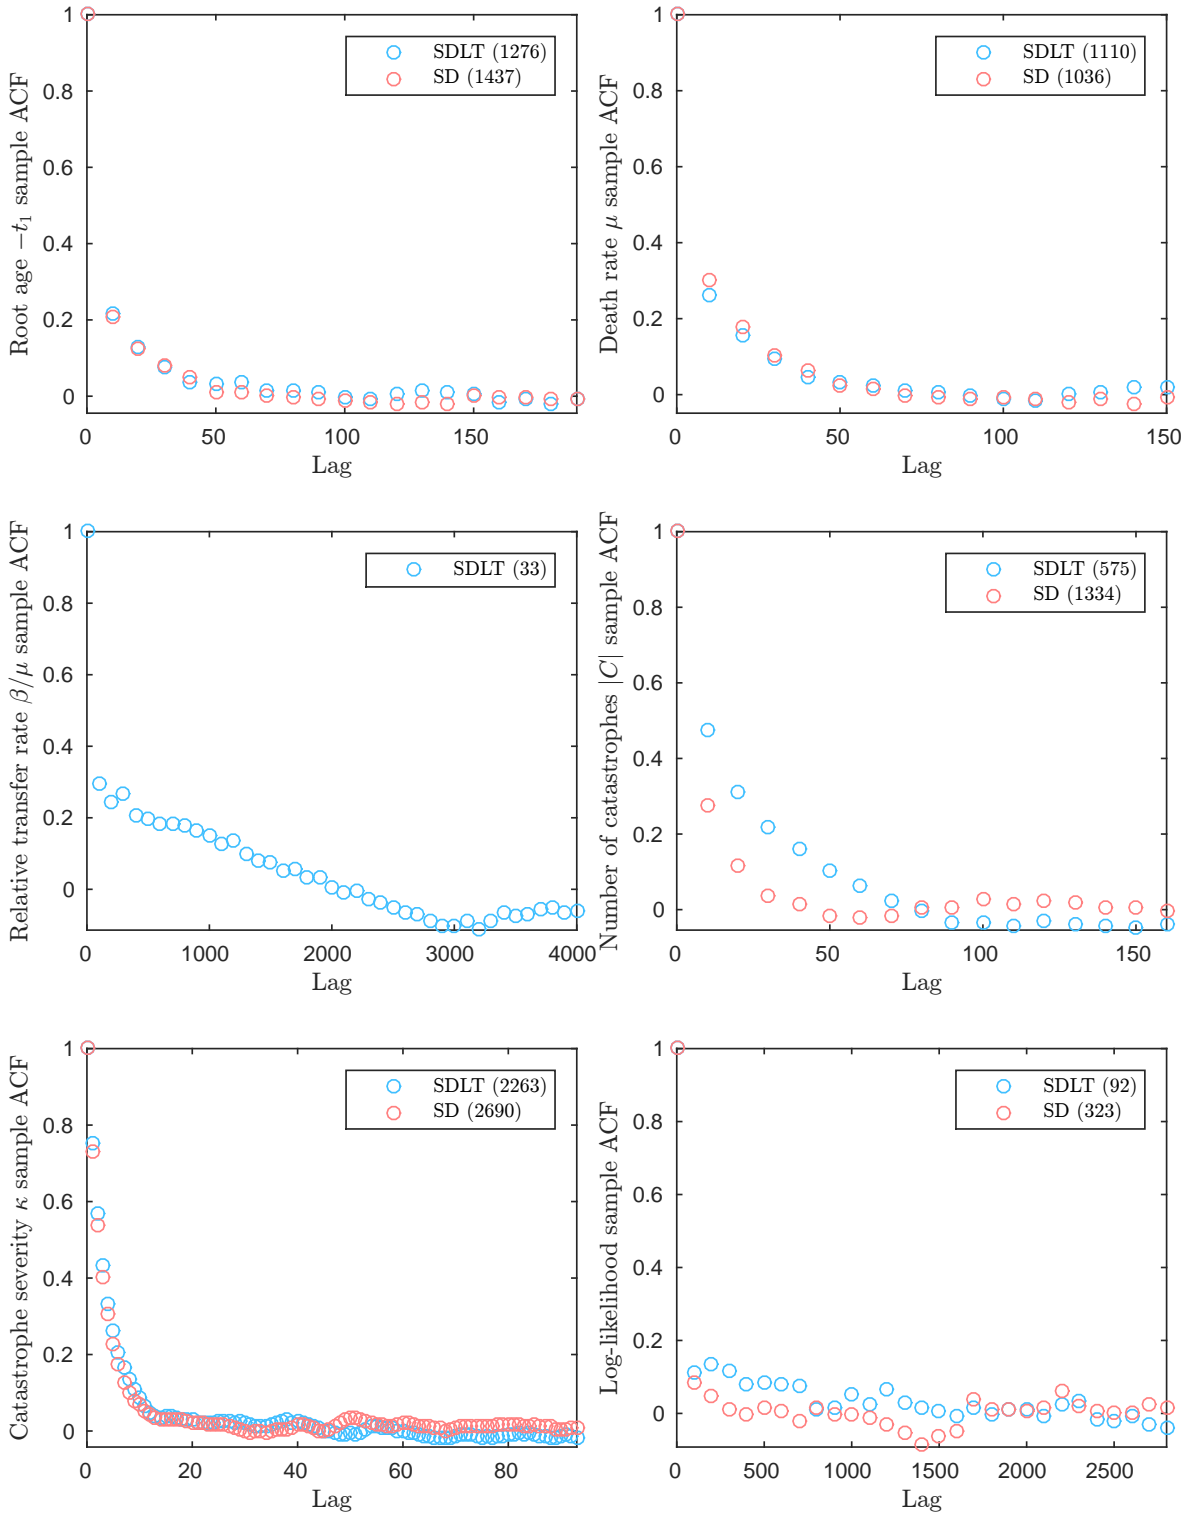 1
0.8
0.6
0.4
0.2
0
0
50
100
150
Lag
Root age −t₁ sample ACF
SDLT (1276)
SD (1437)
1
0.8
0.6
0.4
0.2
0
0
50
100
150
Lag
Death rate μ sample ACF
SDLT (1110)
SD (1036)
1
0.8
0.6
0.4
0.2
0
0
1000
2000
3000
4000
Lag
Relative transfer rate β/μ sample ACF
SDLT (33)
1
0.8
0.6
0.4
0.2
0
0
50
100
150
Lag
Number of catastrophes |C| sample ACF
SDLT (575)
SD (1334)
1
0.8
0.6
0.4
0.2
0
0
20
40
60
80
Lag
Catastrophe severity κ sample ACF
SDLT (2263)
SD (2690)
1
0.8
0.6
0.4
0.2
0
0
500
1000
1500
2000
2500
Lag
Log-likelihood sample ACF
SDLT (92)
SD (323)